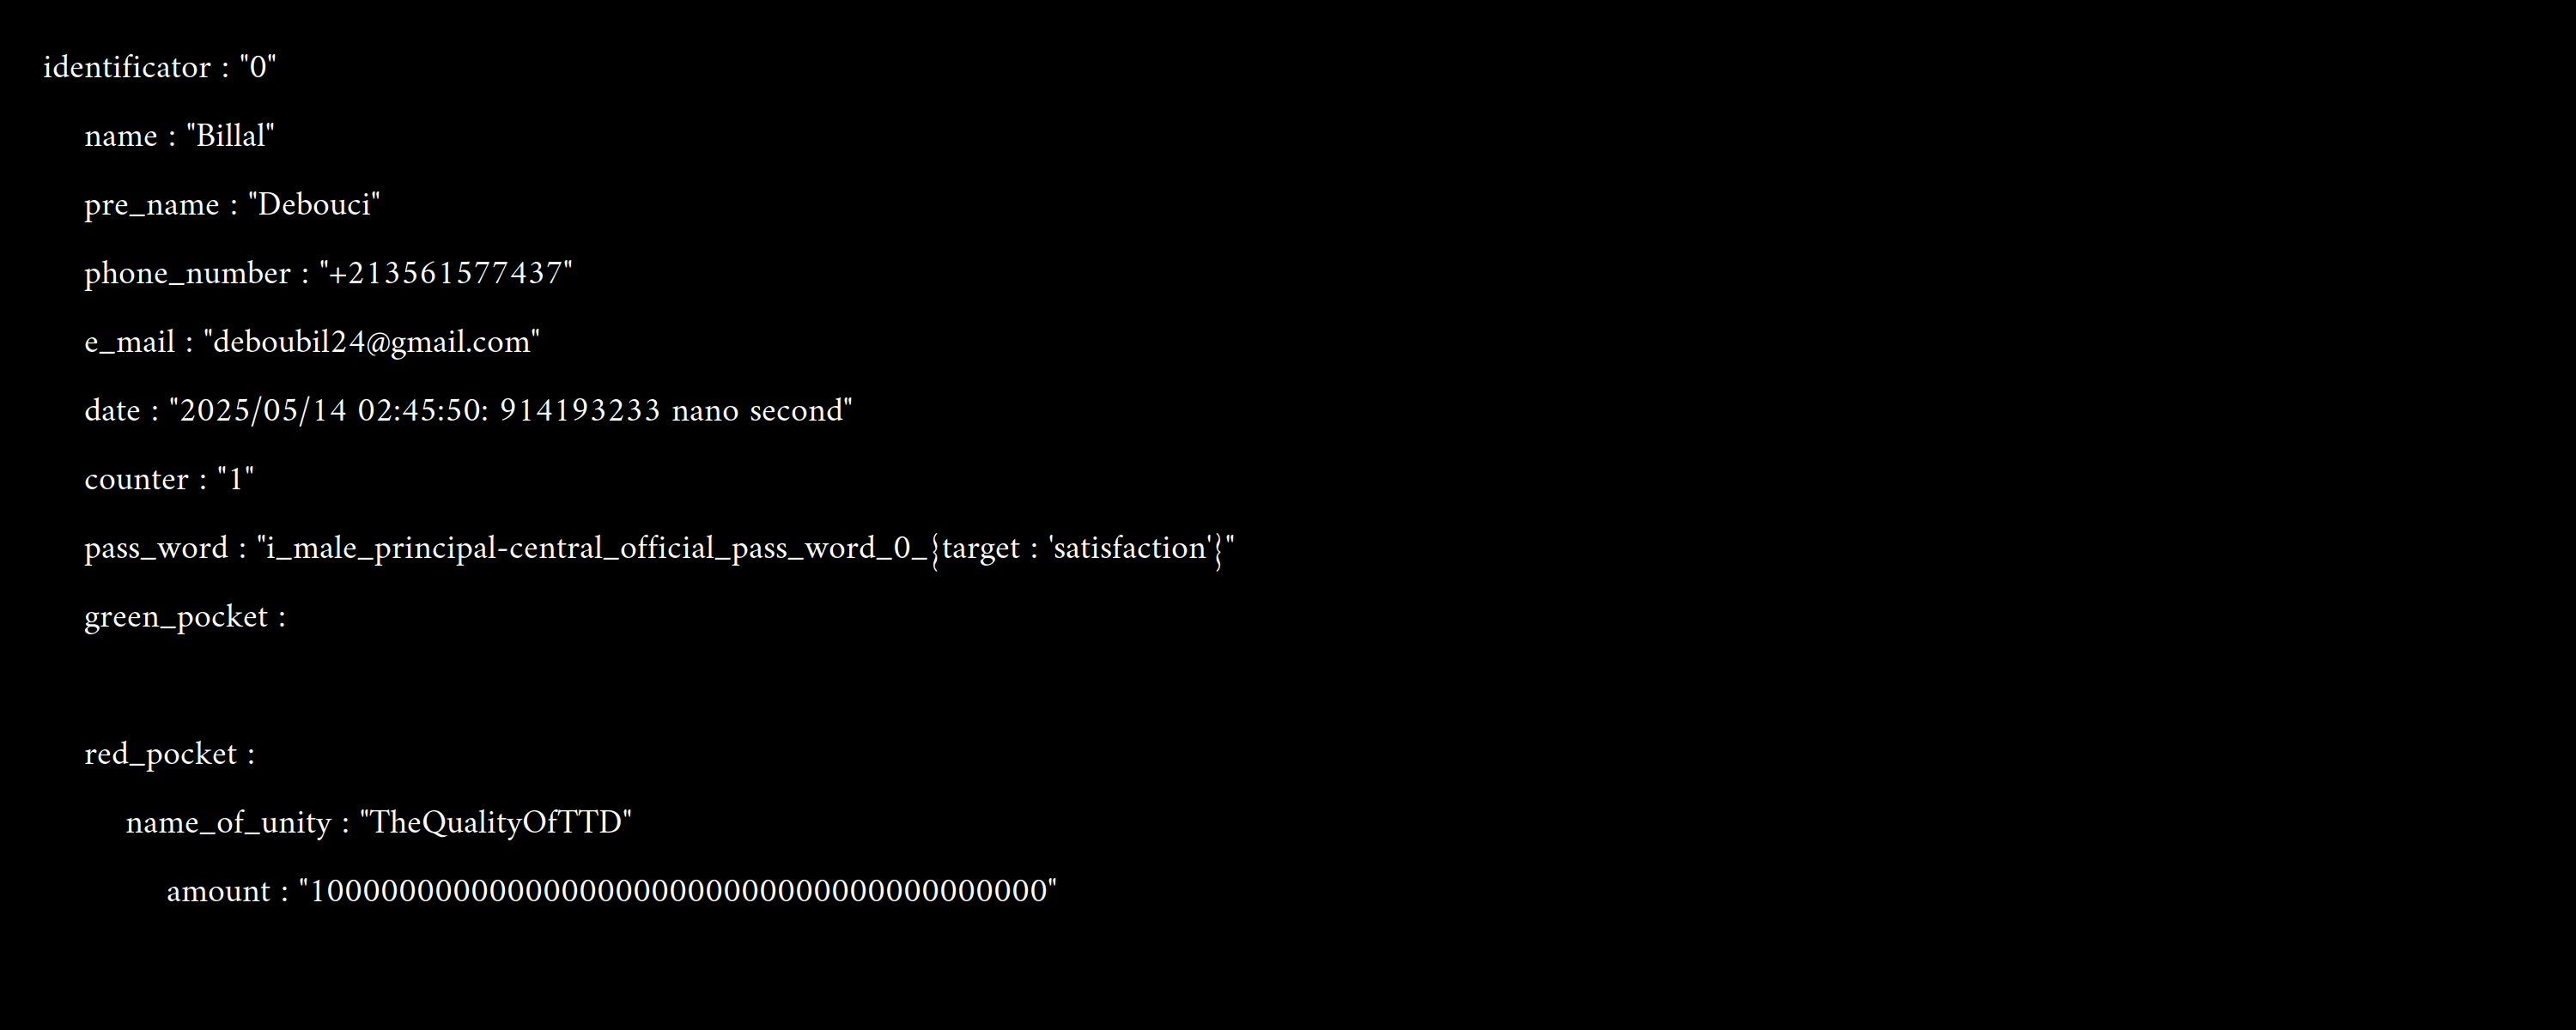 identificator : "0"
name : "Billal"
pre_name : "Debouci"
phone_number : "+213561577437"
e_mail : "deboubil24@gmail.com"
date : "2025/05/14 02:45:50: 914193233 nano second"
counter : "1"
pass_word : "i_male_principal-central_official_pass_word_0_{target : 'satisfaction'}"
green_pocket :
red_pocket :
name_of_unity : "TheQualityOfTTD"
amount : "10000000000000000000000000000000000000000"